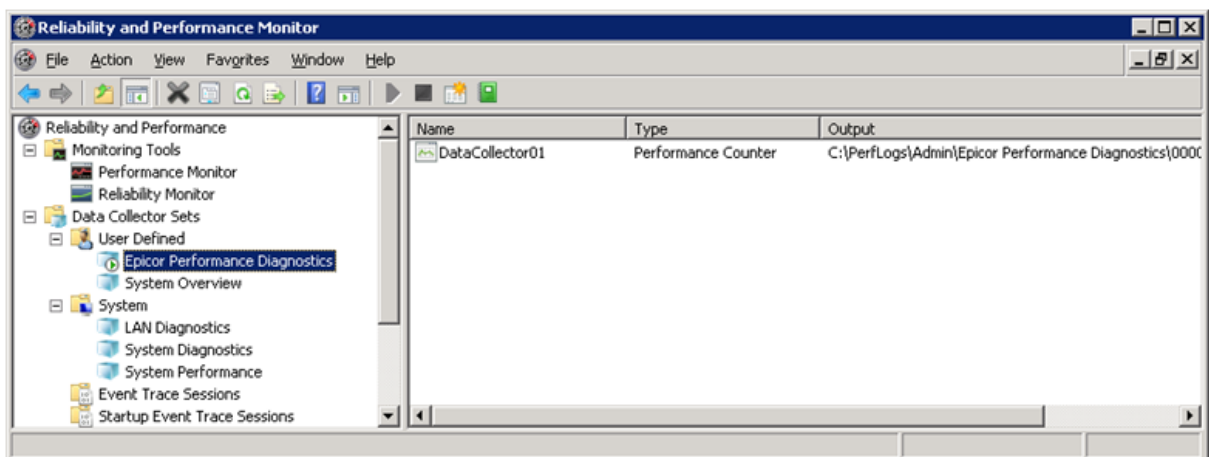 Reliability and Performance Monitor
File Action View Favorites Window Help
Reliability and Performance
Monitoring Tools
Performance Monitor
Reliability Monitor
Data Collector Sets
User Defined
Epicor Performance Diagnostics
System Overview
System
LAN Diagnostics
System Diagnostics
System Performance
Event Trace Sessions
Startup Event Trace Sessions
Name Type Output
DataCollector01 Performance Counter C:\PerfLogs\Admin\Epicor Performance Diagnostics\000